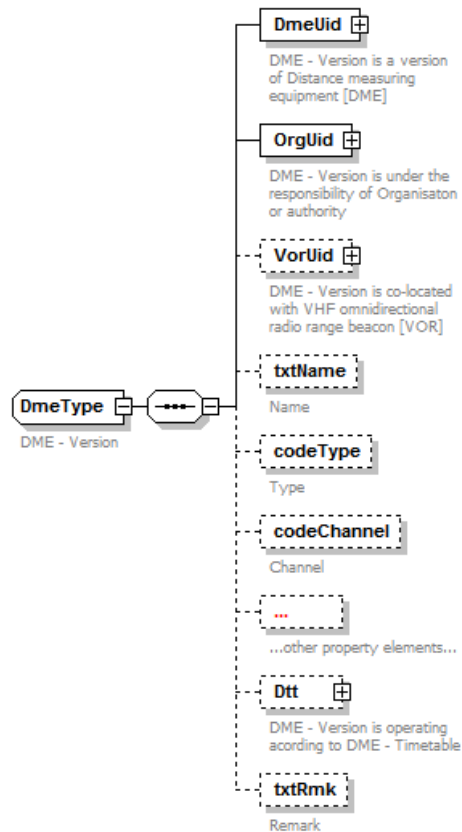 DmeUid
DME - Version is a version
of Distance measuring
equipment [DME]
OrgUid
DME - Version is under the
responsibility of Organisaton
or authority
VorUid
DME - Version is co-located
with VHF omnidirectional
radio range beacon [VOR]
txtName
Name
DmeType
DME - Version
codeType
Type
codeChannel
Channel
...
...other property elements...
Dtt
DME - Version is operating
acording to DME - Timetable
txtRmk
Remark